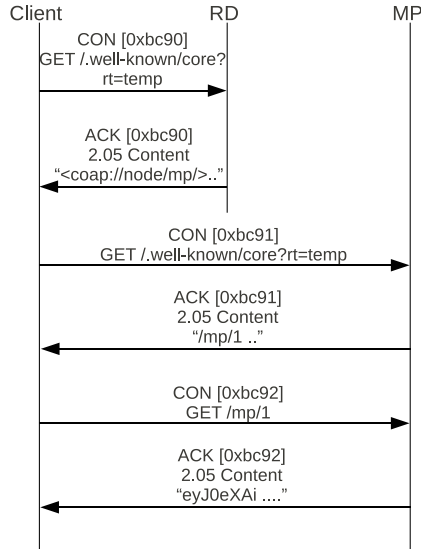 Client RD MP
CON [0xbc90]
GET /.well-known/core?
rt=temp
ACK [0xbc90]
2.05 Content
“<coap://node/mp/>..”
CON [0xbc91]
GET /.well-known/core?rt=temp
ACK [0xbc91]
2.05 Content
“/mp/1 ..”
CON [0xbc92]
GET /mp/1
ACK [0xbc92]
2.05 Content
“eyJ0eXAi ....”